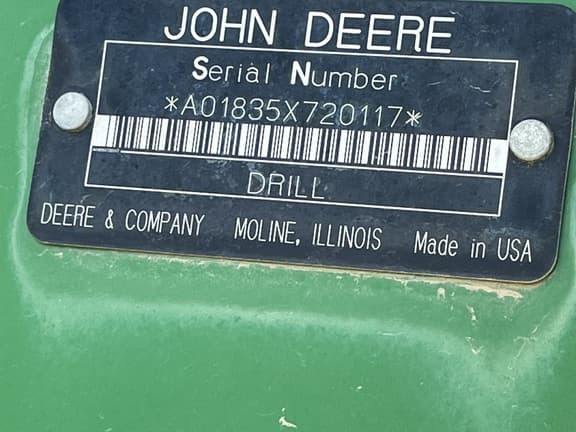 JOHN DEERE
Serial Number
*A01835X720117*
DRILL
DEERE & COMPANY MOLINE, ILLINOIS Made in USA